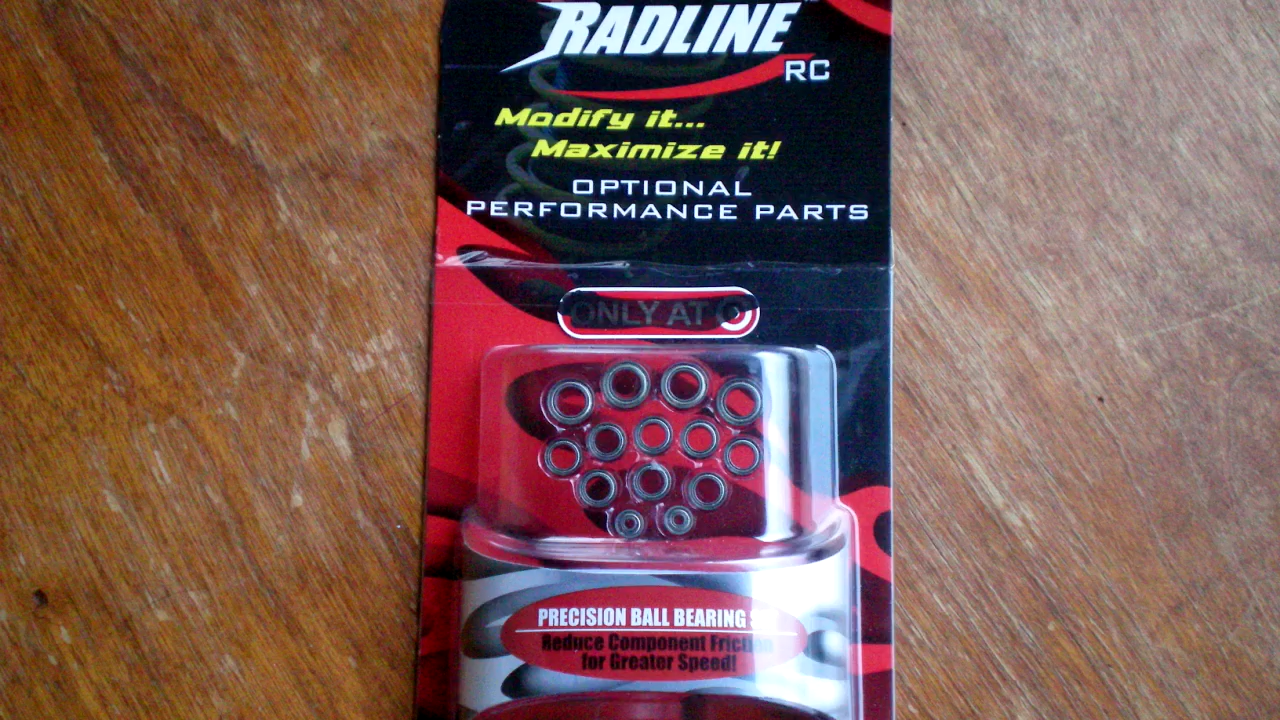 RADLINE
RC
Modify it...
Maximize it!
OPTIONAL
PERFORMANCE PARTS
ONLY AT
PRECISION BALL BEARING
Reduce Component Friction
for Greater Speed!